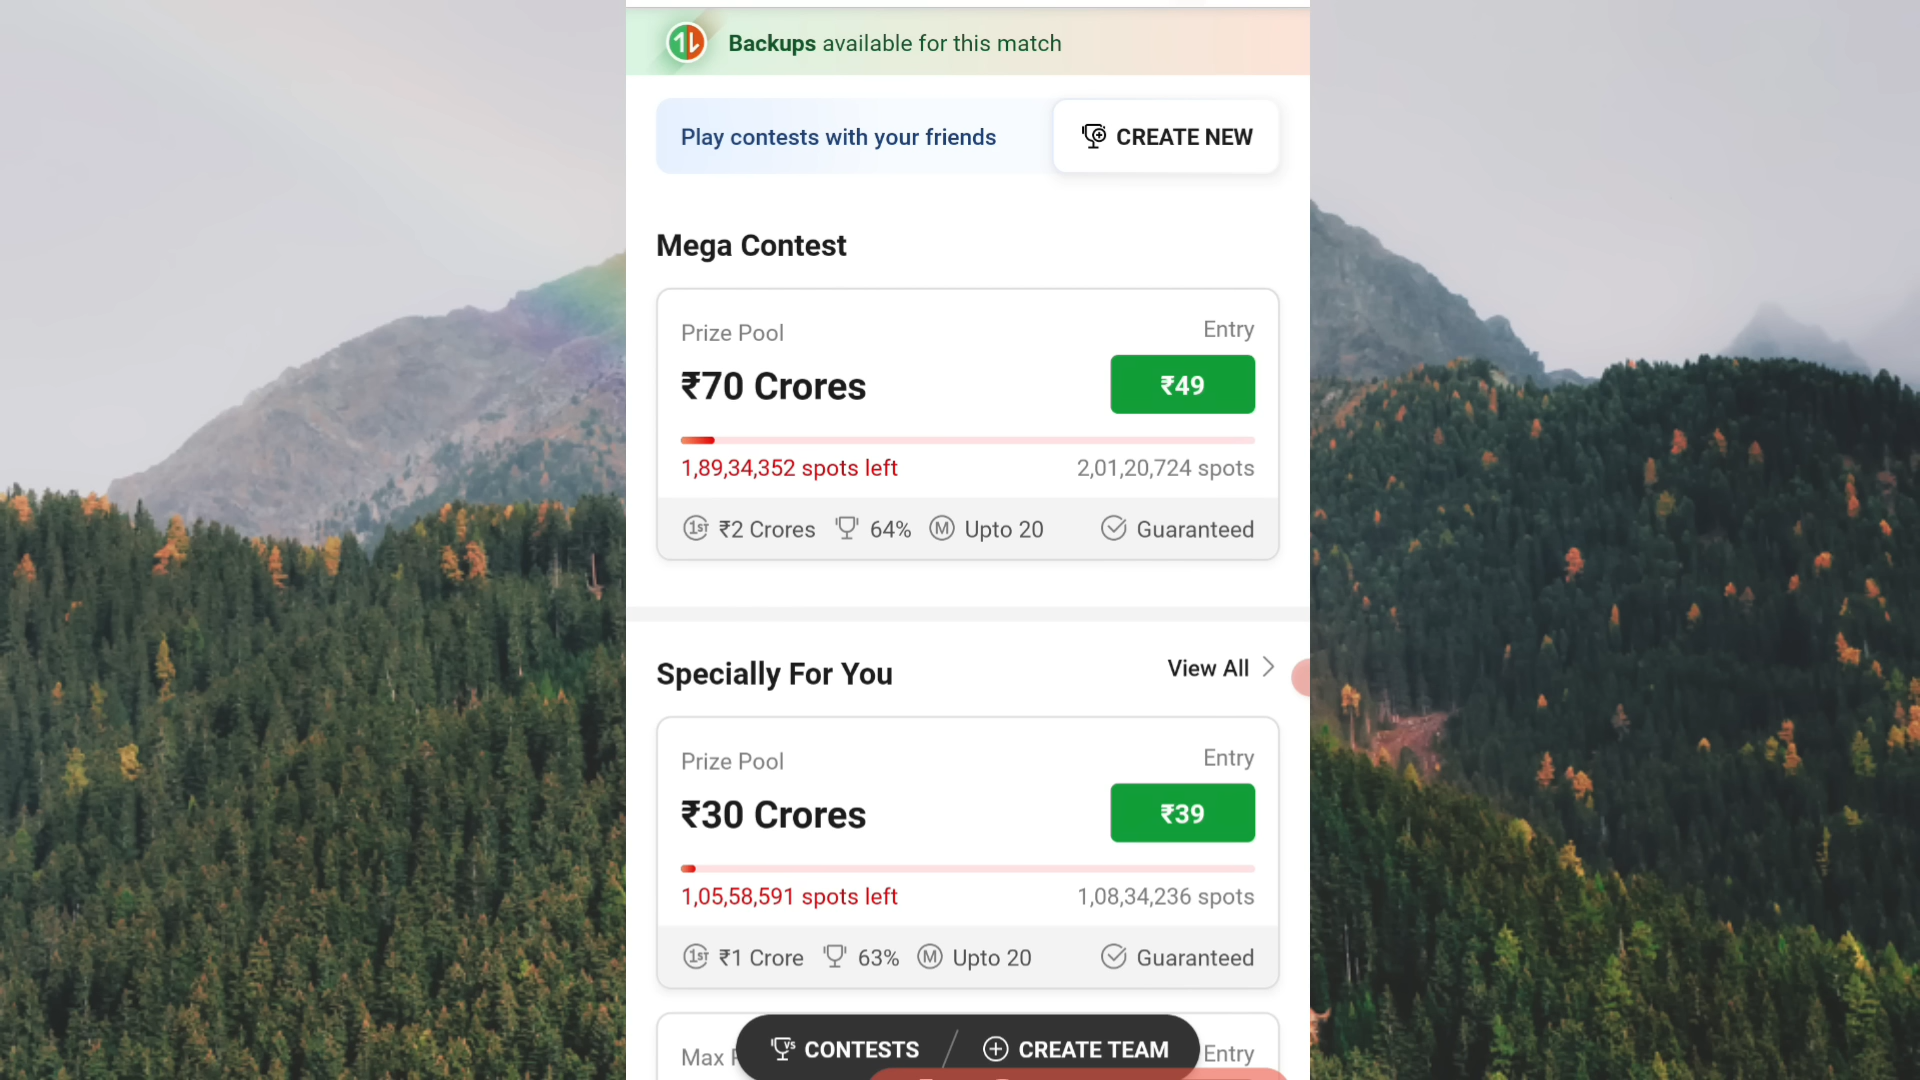 Backups available for this match
Play contests with your friends
CREATE NEW
Mega Contest
Prize Pool
Entry
₹70 Crores
₹49
1,89,34,352 spots left
2,01,20,724 spots
1ST ₹2 Crores 64% M Upto 20 Guaranteed
Specially For You
View All
Prize Pool
Entry
₹30 Crores
₹39
1,05,58,591 spots left
1,08,34,236 spots
1ST ₹1 Crore 63% M Upto 20 Guaranteed
Max
Entry
VS CONTESTS
CREATE TEAM